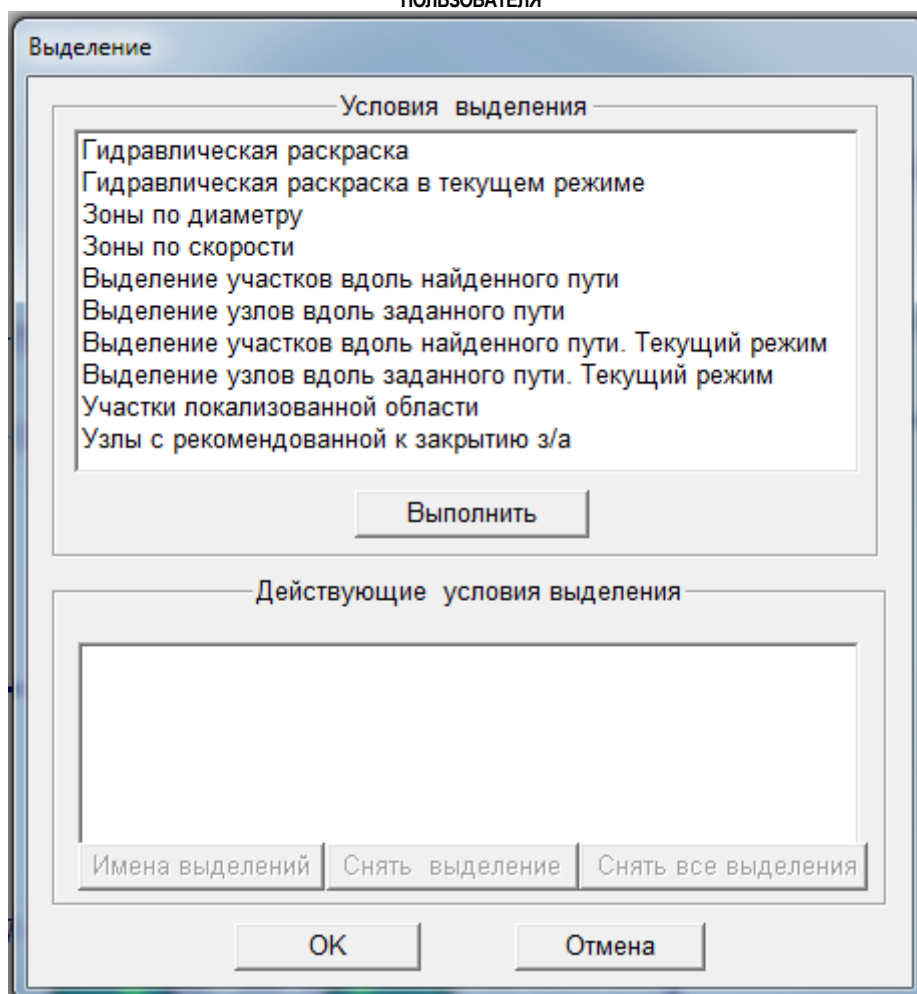 ПОЛЬЗОВАТЕЛЯ
Выделение
Условия выделения
Гидравлическая раскраска
Гидравлическая раскраска в текущем режиме
Зоны по диаметру
Зоны по скорости
Выделение участков вдоль найденного пути
Выделение узлов вдоль заданного пути
Выделение участков вдоль найденного пути. Текущий режим
Выделение узлов вдоль заданного пути. Текущий режим
Участки локализованной области
Узлы с рекомендованной к закрытию з/а
Выполнить
Действующие условия выделения
Имена выделений Снять выделение Снять все выделения
OK Отмена